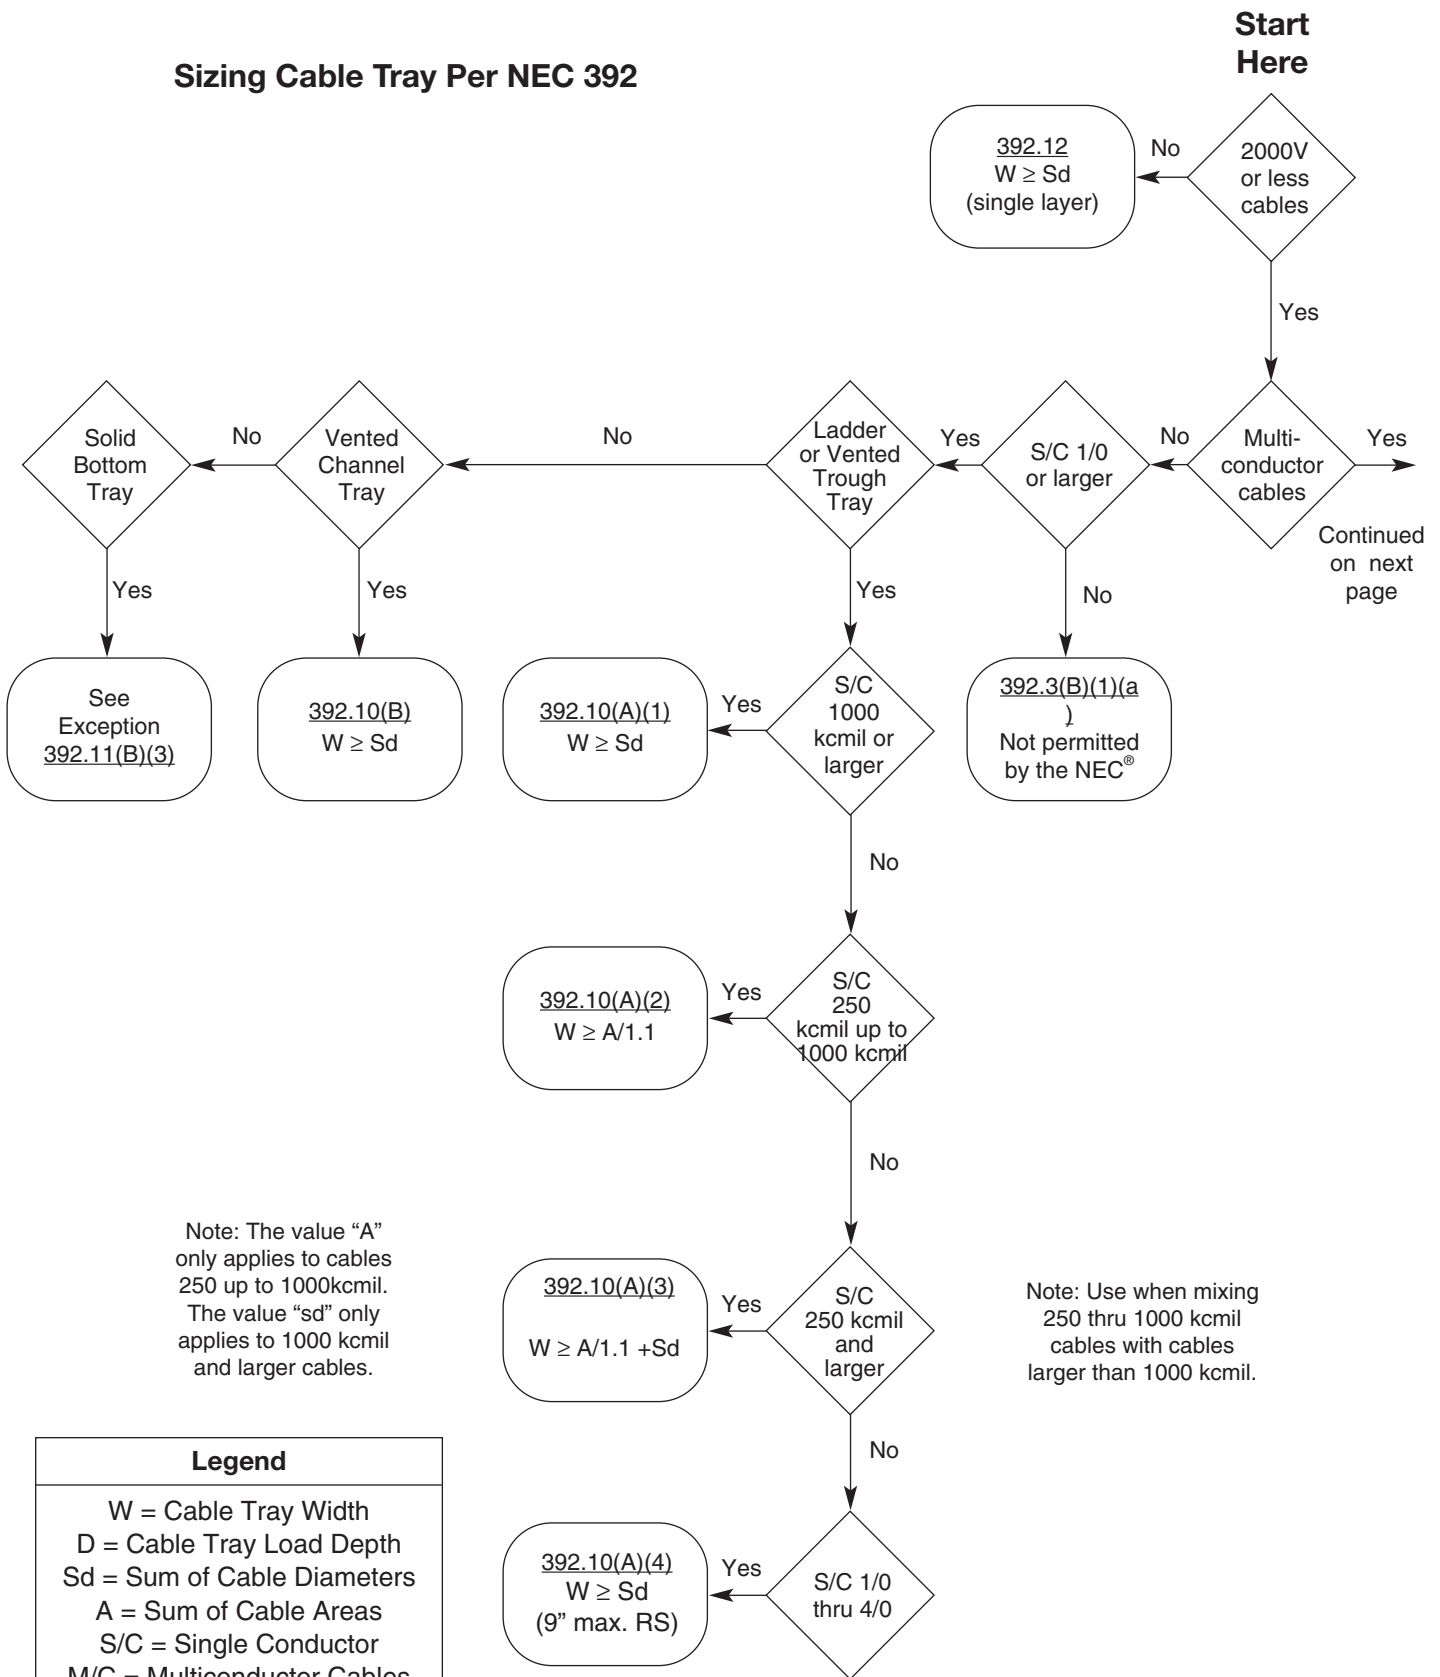 Start
Here
Sizing Cable Tray Per NEC 392
392.12
W ≥ Sd
(single layer)
No
2000V
or less
cables
Yes
Solid
Bottom
Tray
No
Vented
Channel
Tray
No
Ladder
or Vented
Trough
Tray
Yes
S/C 1/0
or larger
No
Multi-
conductor
cables
Yes
Continued
on next
page
Yes
Yes
Yes
No
See
Exception
392.11(B)(3)
392.10(B)
W ≥ Sd
392.10(A)(1)
W ≥ Sd
Yes
S/C
1000
kcmil or
larger
392.3(B)(1)(a
)
Not permitted
by the NEC®
No
392.10(A)(2)
W ≥ A/1.1
Yes
S/C
250
kcmil up to
1000 kcmil
No
Note: The value “A”
only applies to cables
250 up to 1000kcmil.
The value “sd” only
applies to 1000 kcmil
and larger cables.
392.10(A)(3)
W ≥ A/1.1 +Sd
Yes
S/C
250 kcmil
and
larger
Note: Use when mixing
250 thru 1000 kcmil
cables with cables
larger than 1000 kcmil.
No
Legend
W = Cable Tray Width
D = Cable Tray Load Depth
Sd = Sum of Cable Diameters
A = Sum of Cable Areas
S/C = Single Conductor
M/C = Multiconductor Cables
392.10(A)(4)
W ≥ Sd
(9” max. RS)
Yes
S/C 1/0
thru 4/0